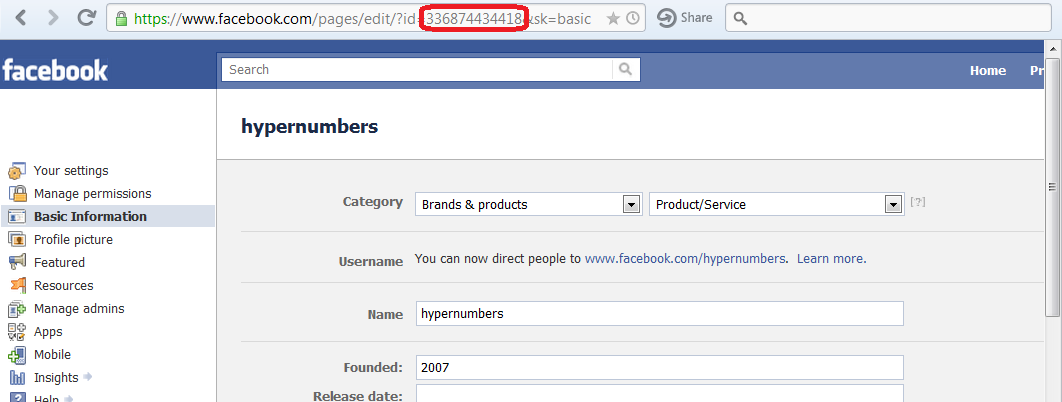 https://www.facebook.com/pages/edit/?id=336874434418&sk=basic
Share
facebook
Search
Home
Pr
hypernumbers
Your settings
Manage permissions
Basic Information
Profile picture
Featured
Resources
Manage admins
Apps
Mobile
Insights
Help
Category
Brands & products
Product/Service
[?]
Username
You can now direct people to www.facebook.com/hypernumbers. Learn more.
Name
hypernumbers
Founded:
2007
Release date: